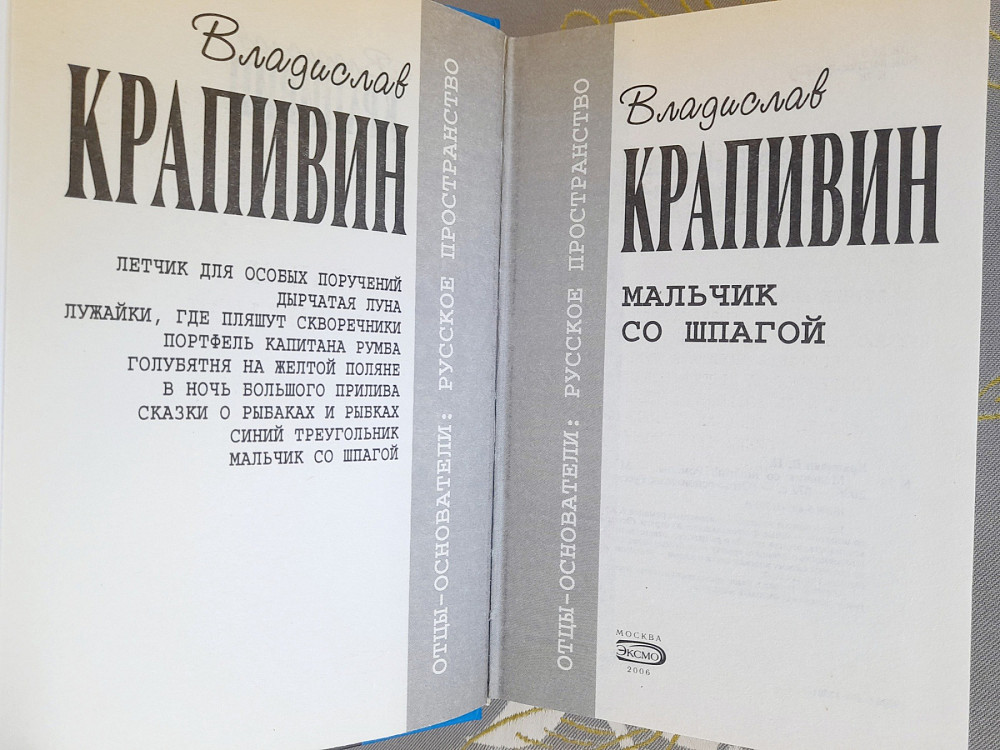 Владислав
КРАПИВИН
ЛЕТЧИК ДЛЯ ОСОБЫХ ПОРУЧЕНИЙ
ДЫРЧАТАЯ ЛУНА
ЛУЖАЙКИ, ГДЕ ПЛЯШУТ СКВОРЕЧНИКИ
ПОРТФЕЛЬ КАПИТАНА РУМБА
ГОЛУБЯТНЯ НА ЖЕЛТОЙ ПОЛЯНЕ
В НОЧЬ БОЛЬШОГО ПРИЛИВА
СКАЗКИ О РЫБАКАХ И РЫБКАХ
СИНИЙ ТРЕУГОЛЬНИК
МАЛЬЧИК СО ШПАГОЙ
ОТЦЫ-ОСНОВАТЕЛИ: РУССКОЕ ПРОСТРАНСТВО
ОТЦЫ-ОСНОВАТЕЛИ: РУССКОЕ ПРОСТРАНСТВО
Владислав
КРАПИВИН
МАЛЬЧИК
СО ШПАГОЙ
МОСКВА
ЭКСМО
2006